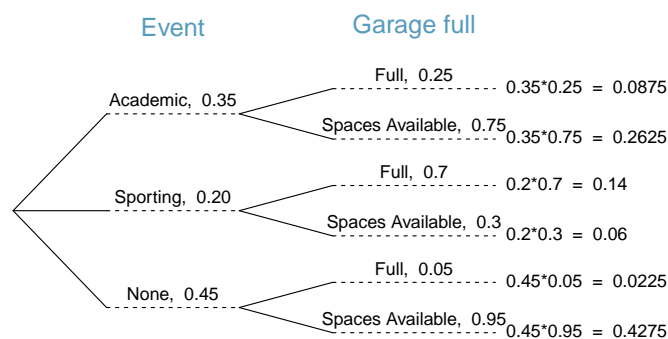 Event
Garage full
Academic, 0.35
Full, 0.25
0.35*0.25 = 0.0875
Spaces Available, 0.75
0.35*0.75 = 0.2625
Sporting, 0.20
Full, 0.7
0.2*0.7 = 0.14
Spaces Available, 0.3
0.2*0.3 = 0.06
None, 0.45
Full, 0.05
0.45*0.05 = 0.0225
Spaces Available, 0.95
0.45*0.95 = 0.4275